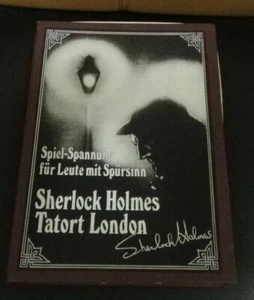 Spiel-Spannung
für Leute mit Spürsinn
Sherlock Holmes
Tatort London
Sherlock Holmes